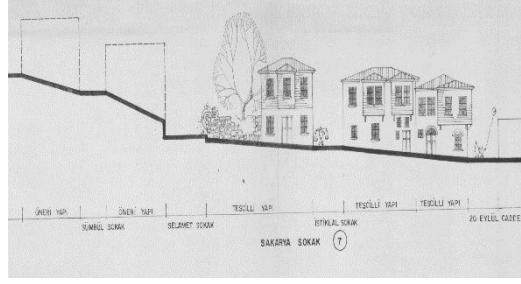 ÖNERİ YAPI ÖNERİ YAPI TESCİLLİ YAPI TESCİLLİ YAPI TESCİLLİ YAPI
SÜMBÜL SOKAK SELAMET SOKAK İSTİKLAL SOKAK 20 EYLÜL CADDE
SAKARYA SOKAK 7